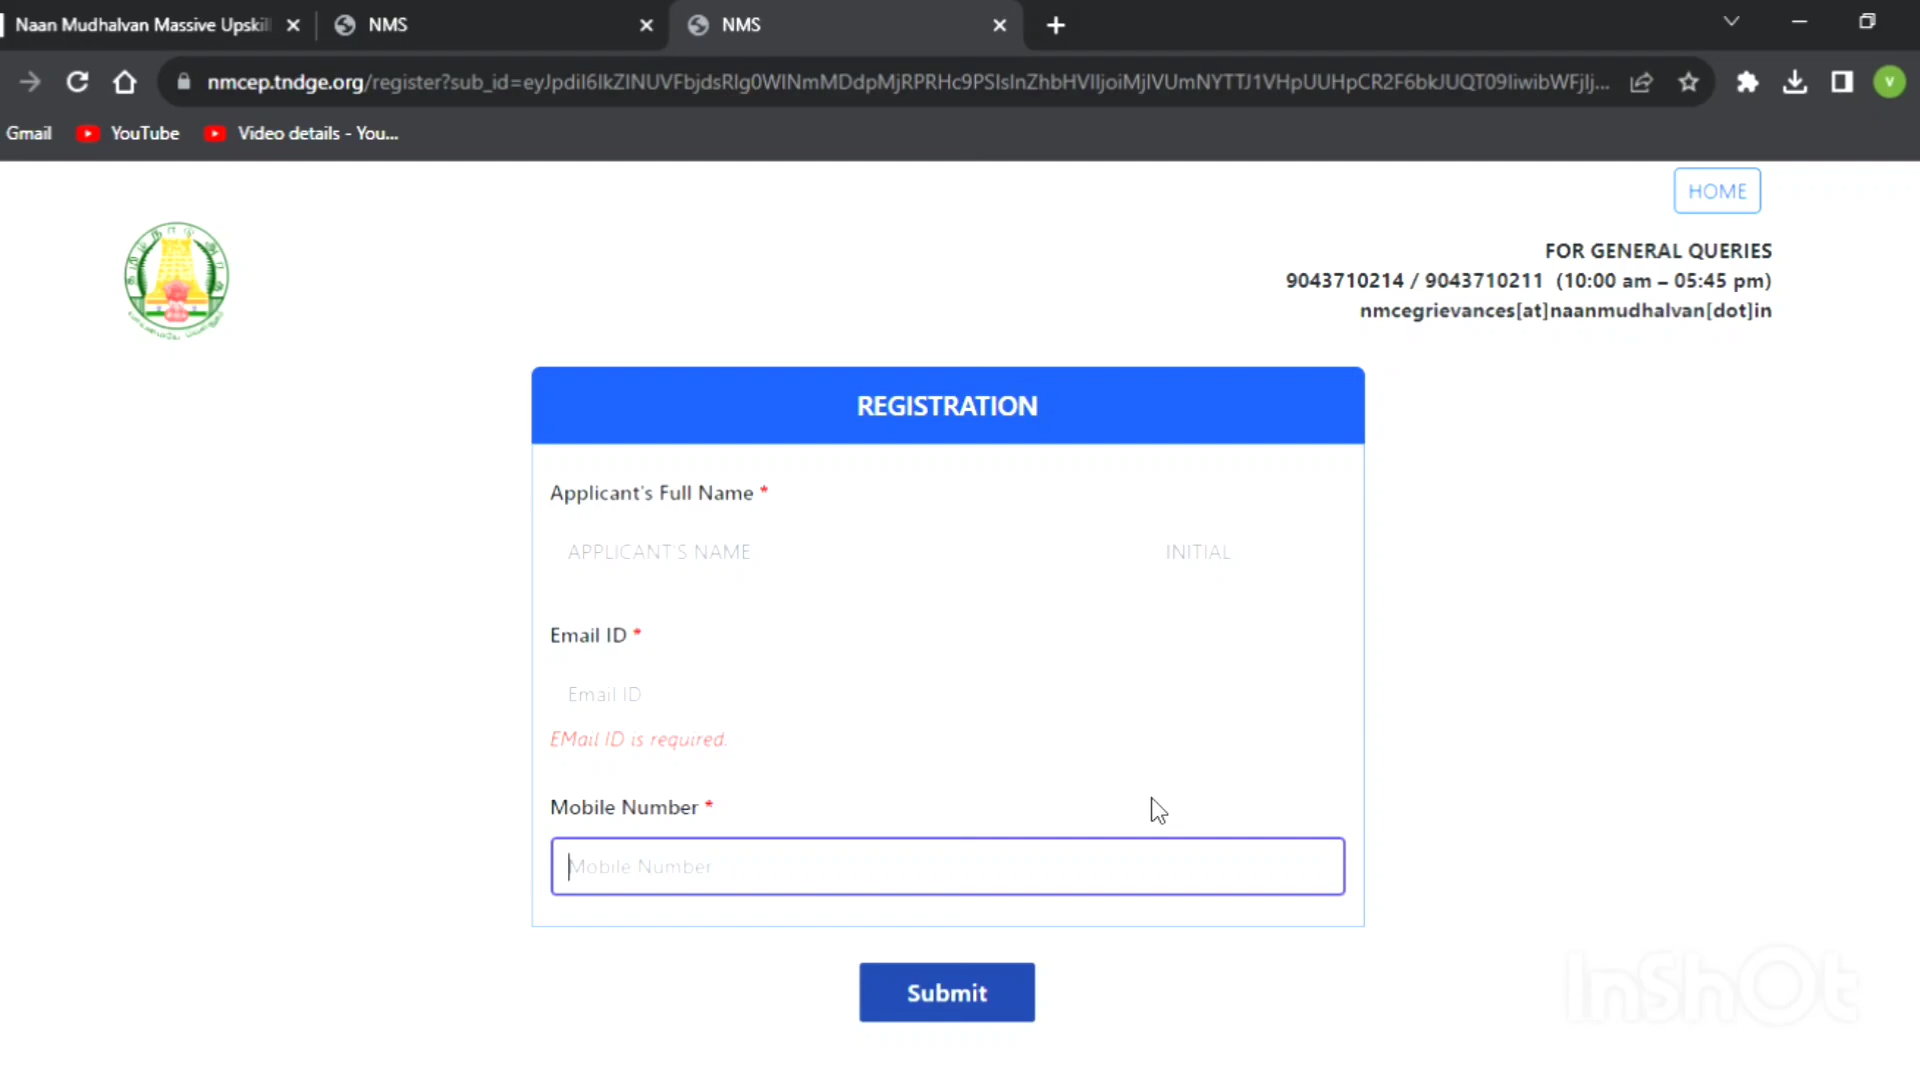 Naan Mudhalvan Massive Upskil
NMS
NMS
nmcep.tndge.org/register?sub_id=eyJpdiI6IkZINUVFbjdsRlg0WlNmMDdpMjRPRHc9PSIsInZhbHVlIjoiMjlVUmNYTTJ1VHpUUHpCR2F6bkJUQT09IiwibWFjIj...
V
Gmail
YouTube
Video details - You...
HOME
FOR GENERAL QUERIES
9043710214 / 9043710211 (10:00 am – 05:45 pm)
nmcegrievances[at]naanmudhalvan[dot]in
REGISTRATION
Applicant's Full Name *
APPLICANT'S NAME
INITIAL
Email ID *
Email ID
EMail ID is required.
Mobile Number *
Mobile Number
Submit
InShOt